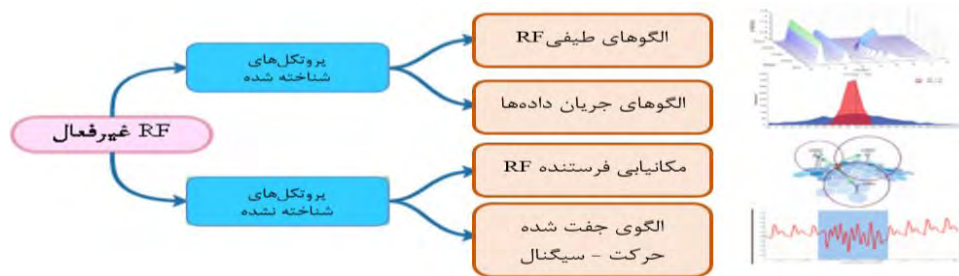 RF غیرفعال
پروتکل‌های
شناخته شده
پروتکل‌های
شناخته نشده
الگوهای طیفی RF
الگوهای جریان داده‌ها
مکانیابی فرستنده RF
الگوی جفت شده
حرکت - سیگنال